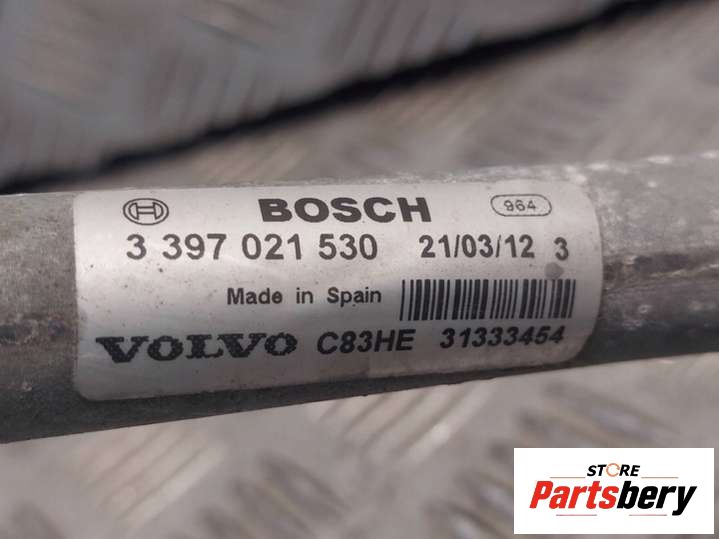 BOSCH 964
3 397 021 530 21/03/12 3
Made in Spain
VOLVO C83HE 31333454
STORE
Partsbery